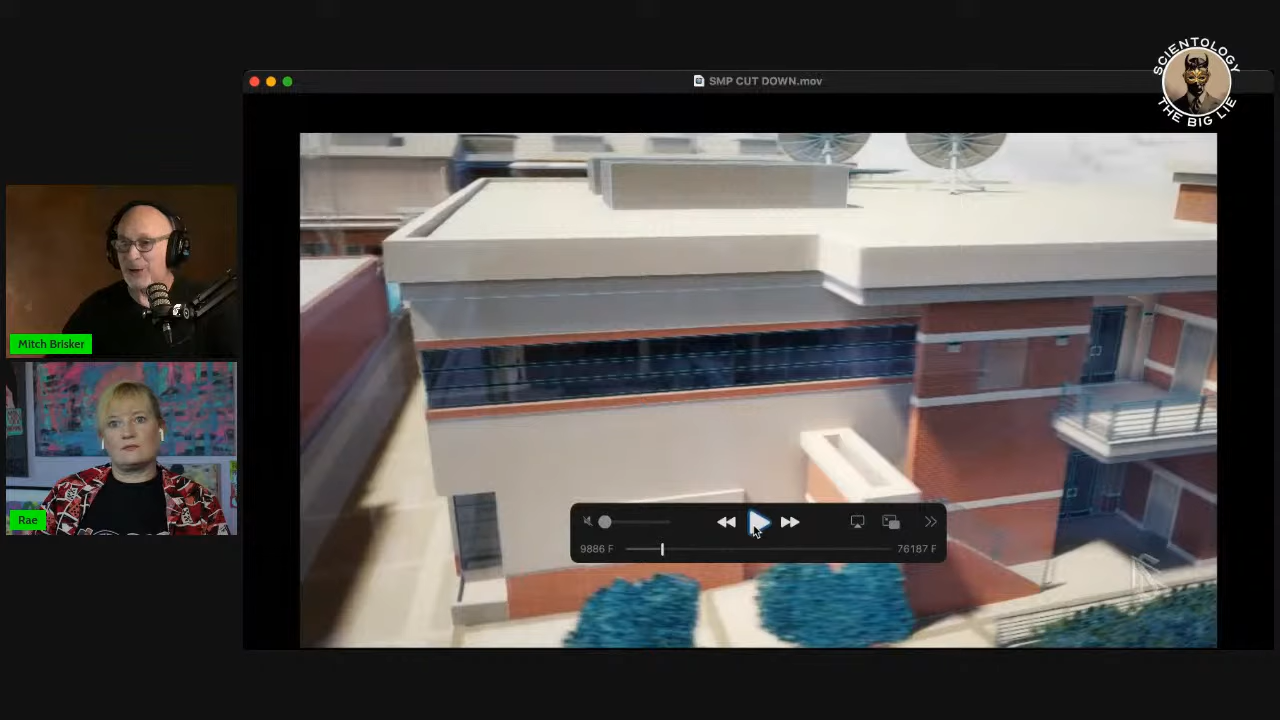 SMP CUT DOWN.mov
SCIENTOLOGY
THE BIG LIE
Mitch Brisker
Rae
9886 F
76187 F